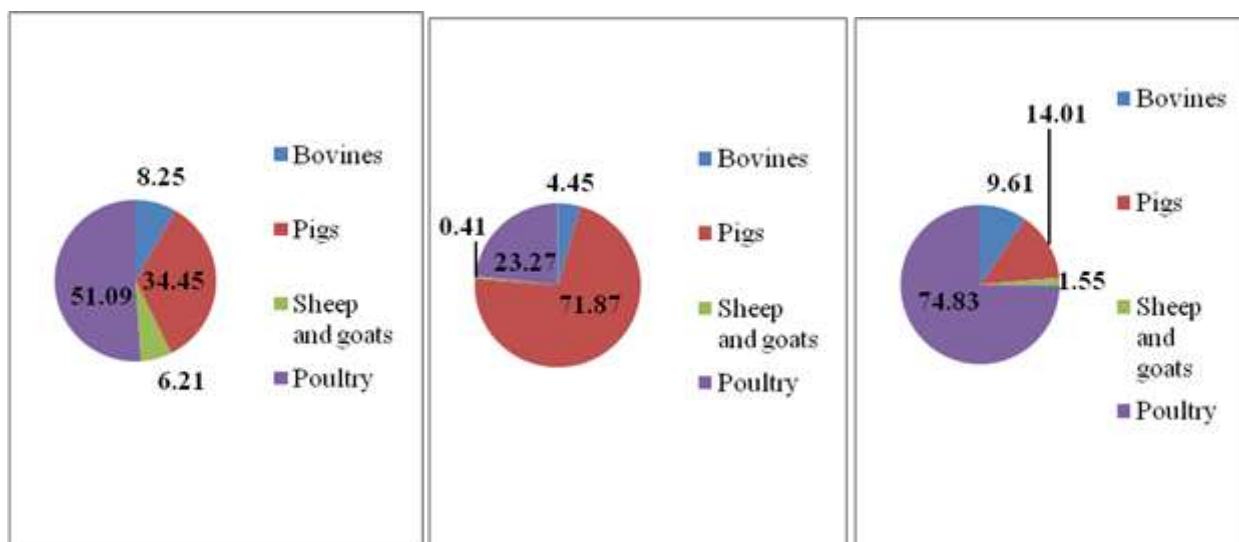 Bovines
8.25
Pigs
34.45
51.09
Sheep
and goats
6.21
Poultry
Bovines
4.45
0.41
Pigs
23.27
71.87
Sheep
and goats
Poultry
Bovines
14.01
9.61
Pigs
1.55
74.83
Sheep
and
goats
Poultry